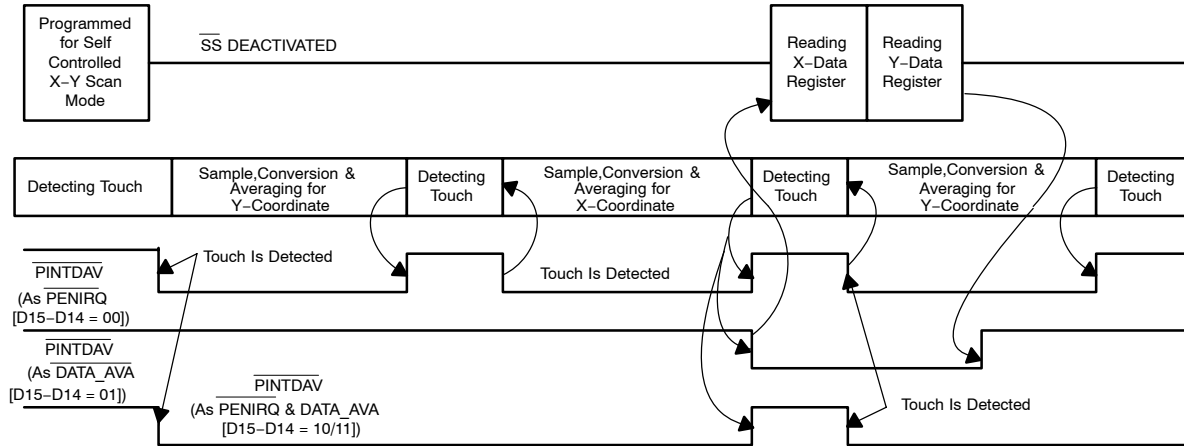 Programmed
for Self
Controlled
X−Y Scan
Mode
SS DEACTIVATED
Reading
X−Data
Register
Reading
Y−Data
Register
Detecting Touch
Sample,Conversion &
Averaging for
Y−Coordinate
Detecting
Touch
Sample,Conversion &
Averaging for
X−Coordinate
Detecting
Touch
Sample,Conversion &
Averaging for
Y−Coordinate
Detecting
Touch
PINTDAV
(As PENIRQ
[D15−D14 = 00])
Touch Is Detected
Touch Is Detected
PINTDAV
(As DATA_AVA
[D15−D14 = 01])
PINTDAV
(As PENIRQ & DATA_AVA
[D15−D14 = 10/11])
Touch Is Detected